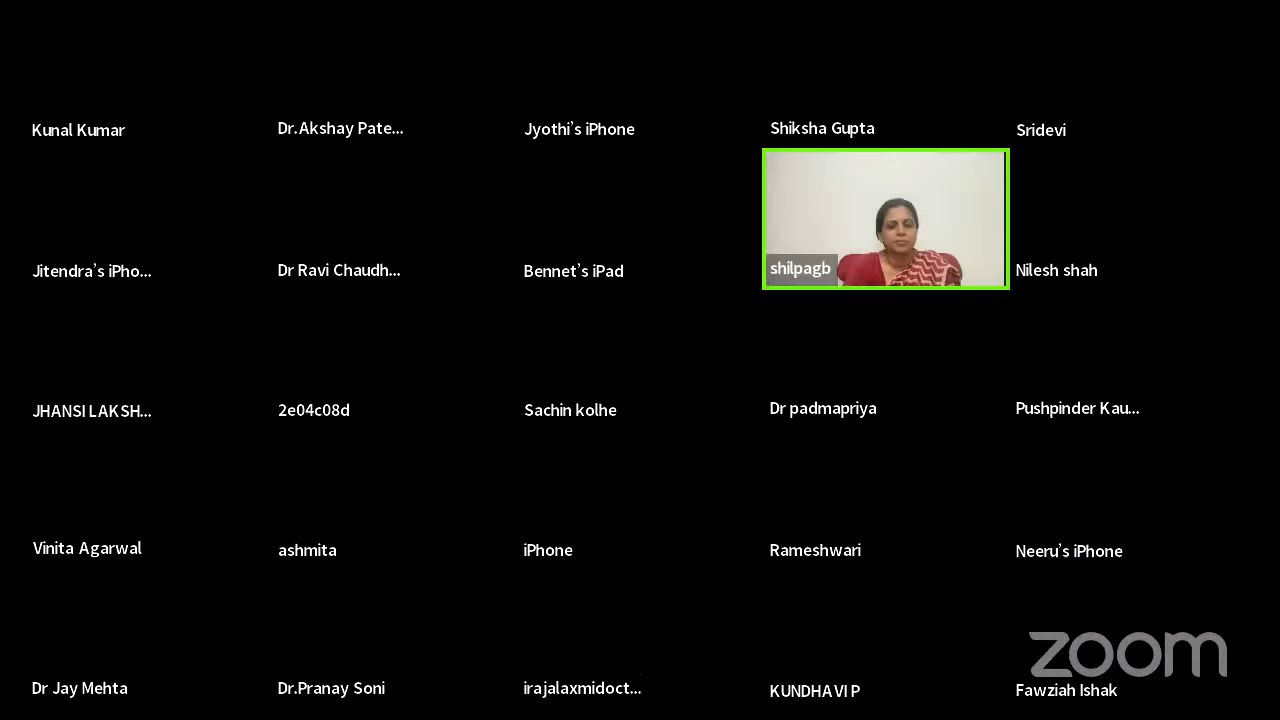 Kunal Kumar
Dr.Akshay Pate...
Jyothi's iPhone
Shiksha Gupta
Sridevi
Jitendra's iPho...
Dr Ravi Chaudh...
Bennet's iPad
shilpagb
Nilesh shah
JHANSI LAKSH...
2e04c08d
Sachin kolhe
Dr padmapriya
Pushpinder Kau...
Vinita Agarwal
ashmita
iPhone
Rameshwari
Neeru's iPhone
zoom
Dr Jay Mehta
Dr.Pranay Soni
irajalaxmidoct...
KUNDHAVI P
Fawziah Ishak